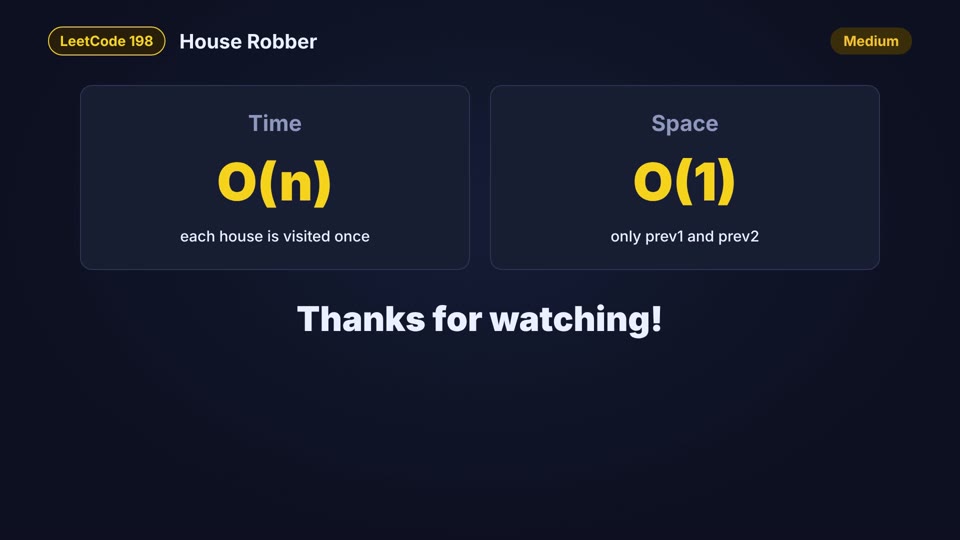 LeetCode 198 House Robber Medium
Time
O(n)
each house is visited once
Space
O(1)
only prev1 and prev2
Thanks for watching!